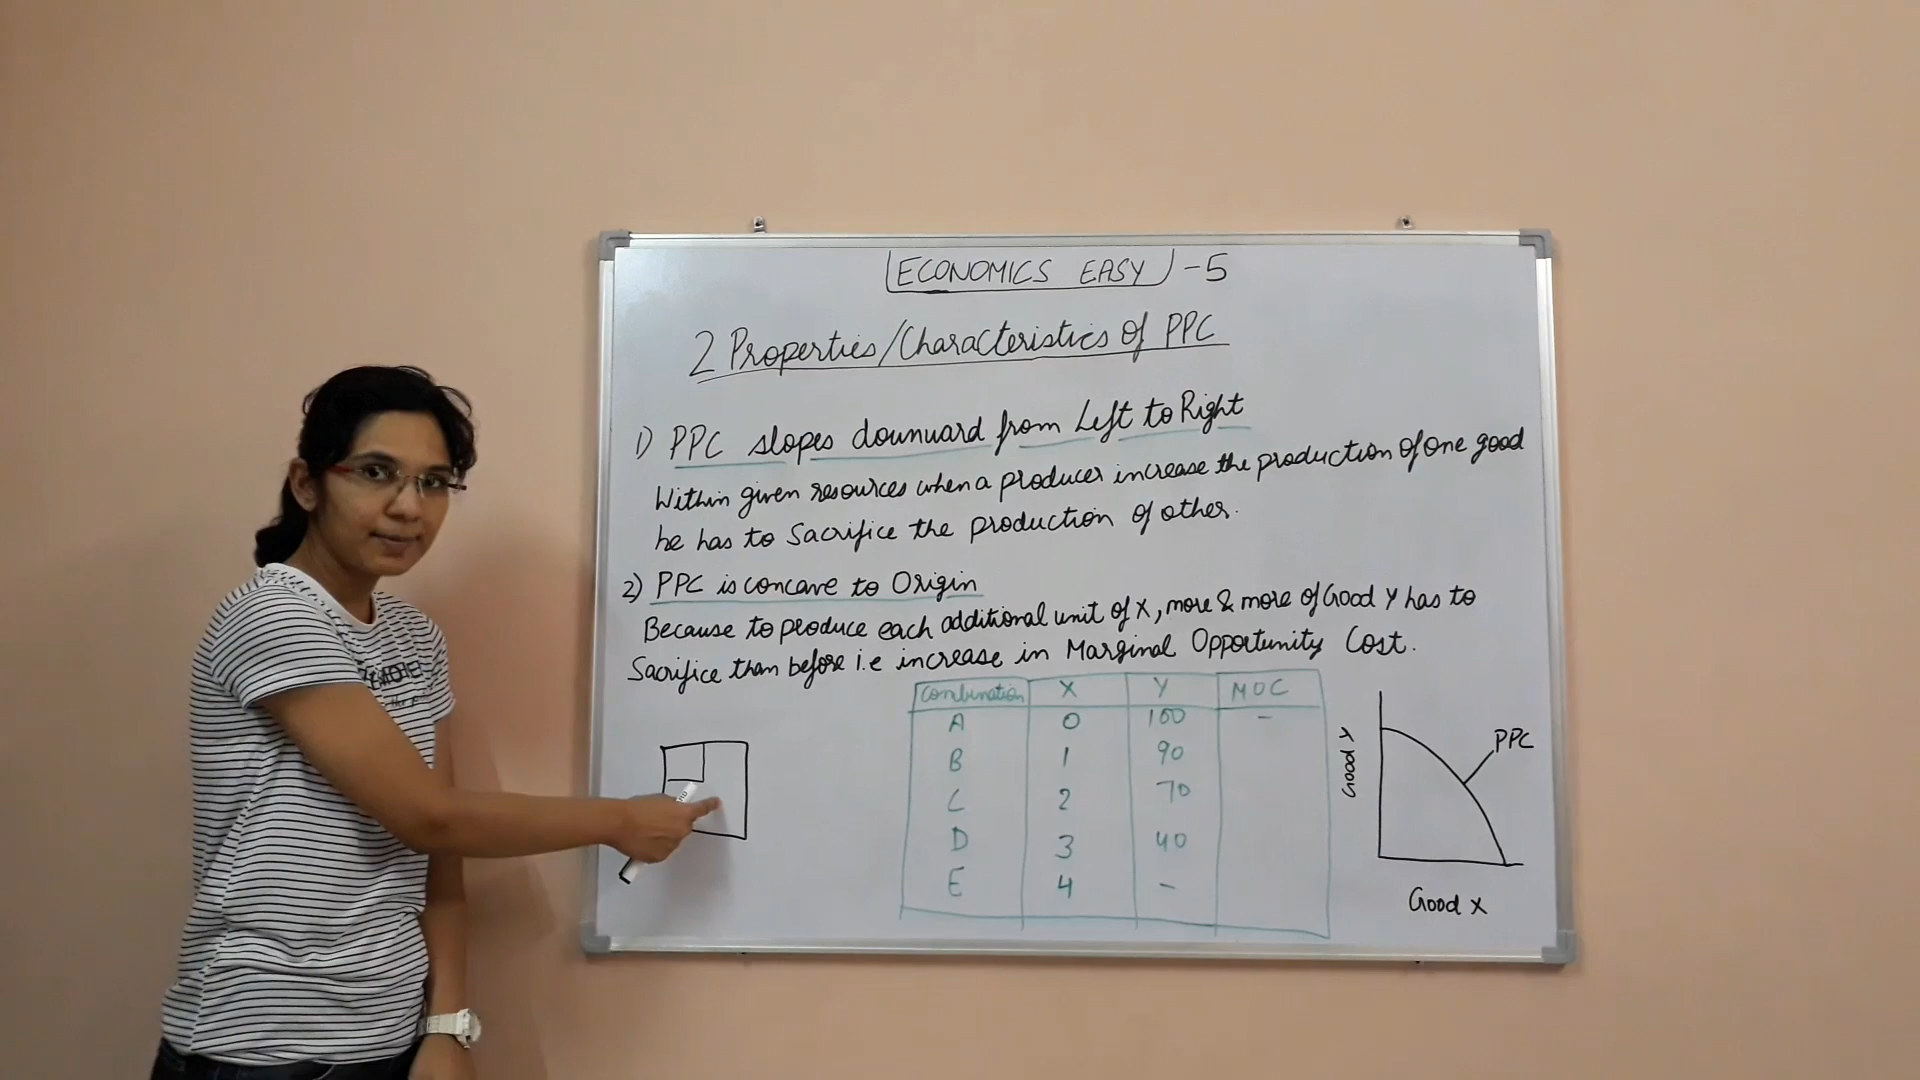 ECONOMICS EASY - 5
2 Properties/Characteristics of PPC
1) PPC slopes downward from Left to Right
Within given resources when a producer increase the production of one good
he has to Sacrifice the production of other.
2) PPC is concave to Origin
Because to produce each additional unit of X, more & more of Good Y has to
Sacrifice than before i.e increase in Marginal Opportunity Cost.
Combination X Y MOC
A 0 100 -
B 1 90
C 2 70
D 3 40
E 4 -
Good Y
PPC
Good X